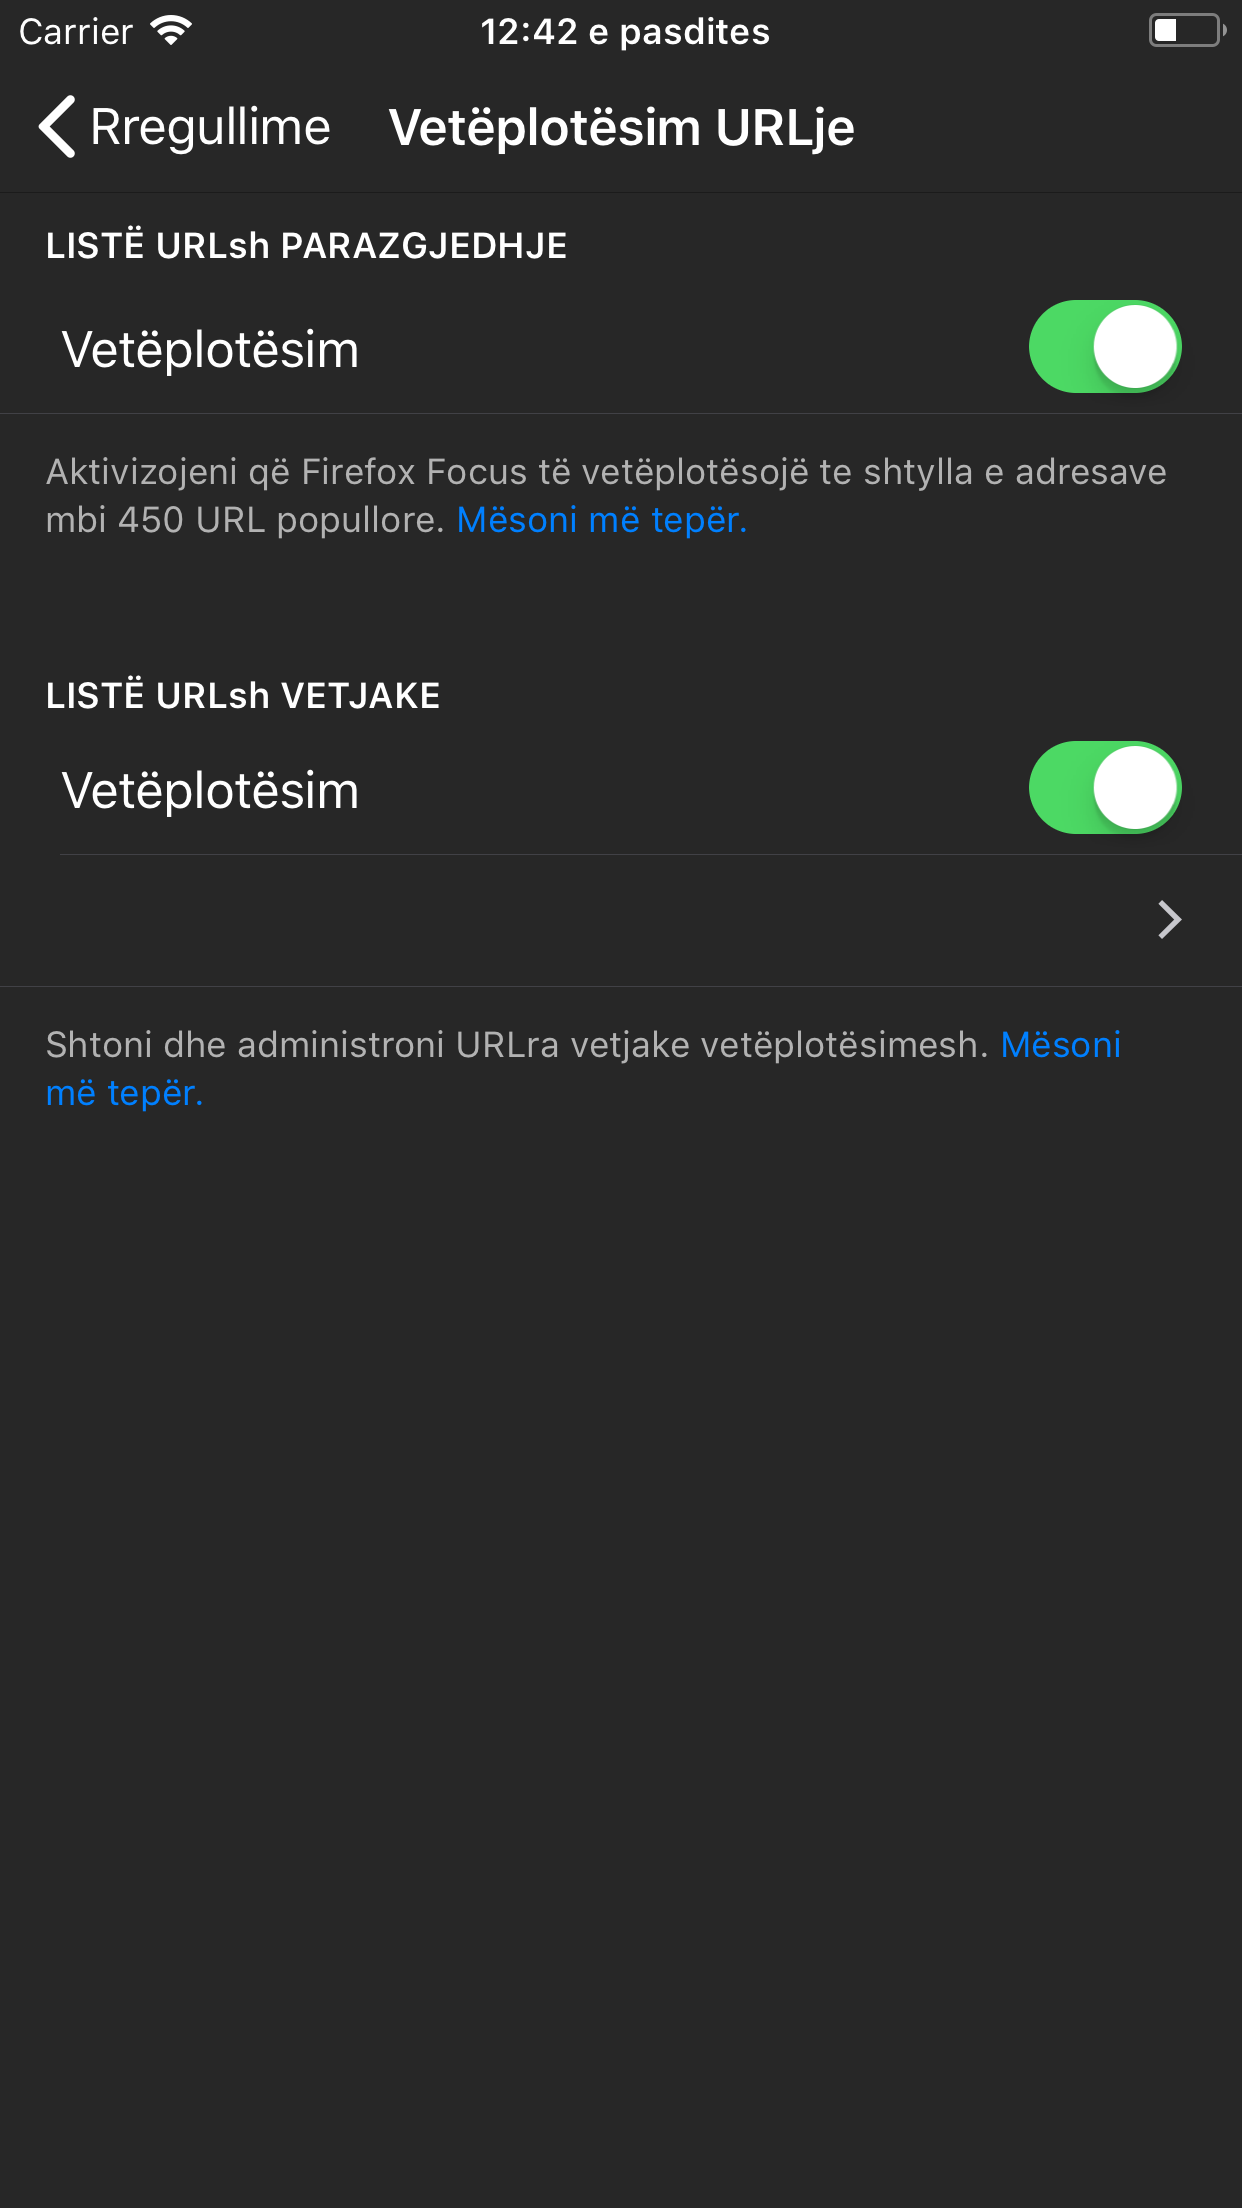 Carrier
12:42 e pasdites
Rregullime
Vetëplotësim URLje
LISTË URLsh PARAZGJEDHJE
Vetëplotësim
Aktivizojeni që Firefox Focus të vetëplotësojë te shtylla e adresave
mbi 450 URL popullore. Mësoni më tepër.
LISTË URLsh VETJAKE
Vetëplotësim
Shtoni dhe administroni URLra vetjake vetëplotësimesh. Mësoni
më tepër.